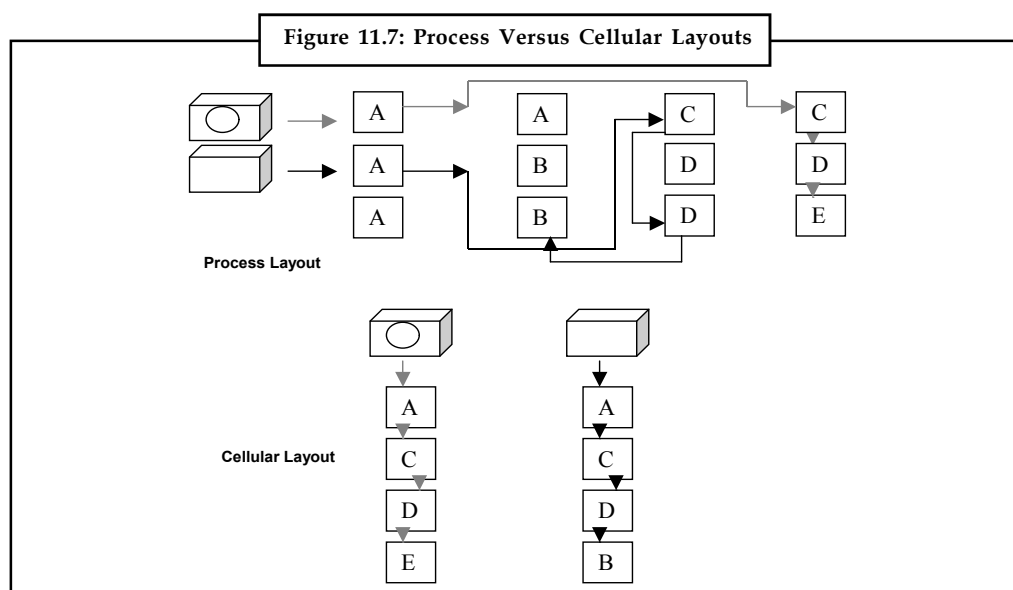 Figure 11.7: Process Versus Cellular Layouts
A A C C
A B D D
A B D E
Process Layout
A A
Cellular Layout
C C
D D
E B